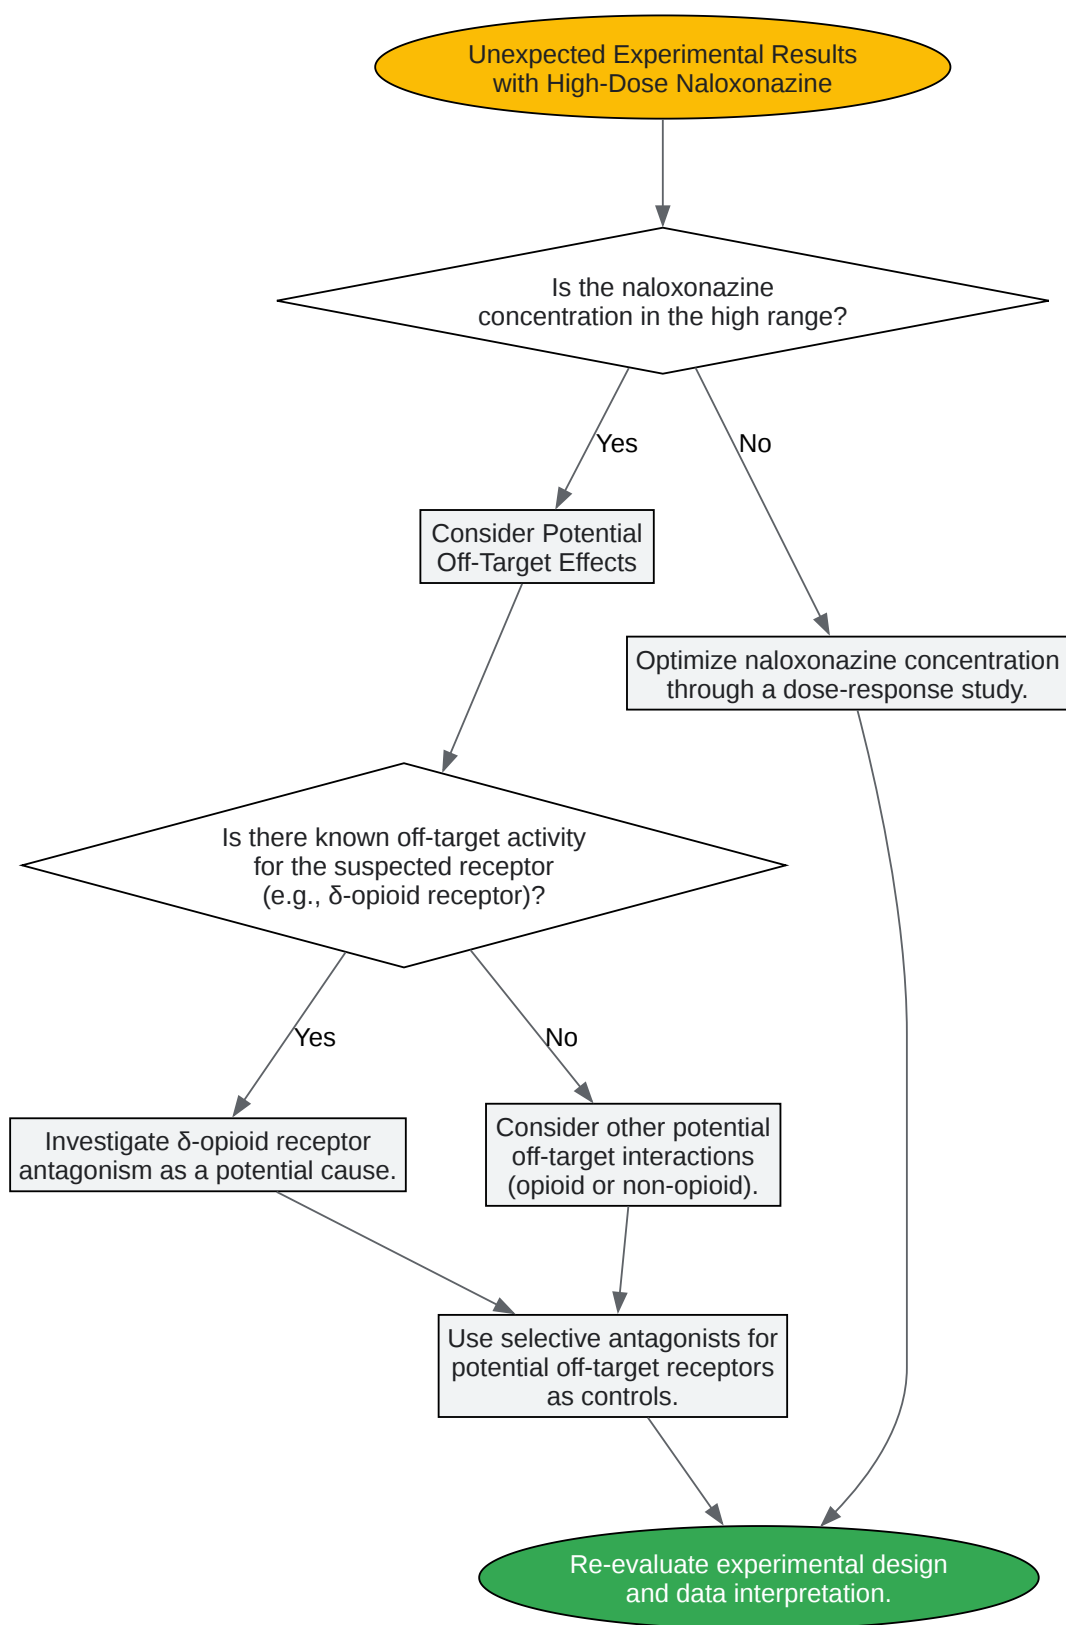 Unexpected Experimental Results
with High-Dose Naloxonazine
Is the naloxonazine
concentration in the high range?
Yes
No
Consider Potential
Off-Target Effects
Optimize naloxonazine concentration
through a dose-response study.
Is there known off-target activity
for the suspected receptor
(e.g., δ-opioid receptor)?
Yes
No
Investigate δ-opioid receptor
antagonism as a potential cause.
Consider other potential
off-target interactions
(opioid or non-opioid).
Use selective antagonists for
potential off-target receptors
as controls.
Re-evaluate experimental design
and data interpretation.